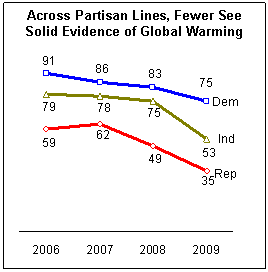 Across Partisan Lines, Fewer See
Solid Evidence of Global Warming
91
86
83
75
Dem
79
78
75
53
Ind
59
62
49
35
Rep
2006 2007 2008 2009